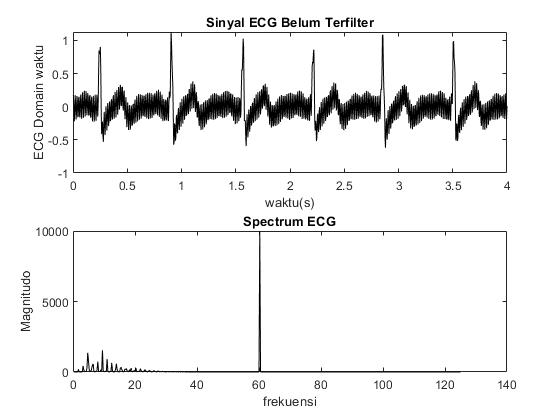 Sinyal ECG Belum Terfilter
ECG Domain waktu
1
0.5
0
-0.5
-1
0 0.5 1 1.5 2 2.5 3 3.5 4
waktu(s)
Spectrum ECG
Magnitudo
10000
5000
0
0 20 40 60 80 100 120 140
frekuensi